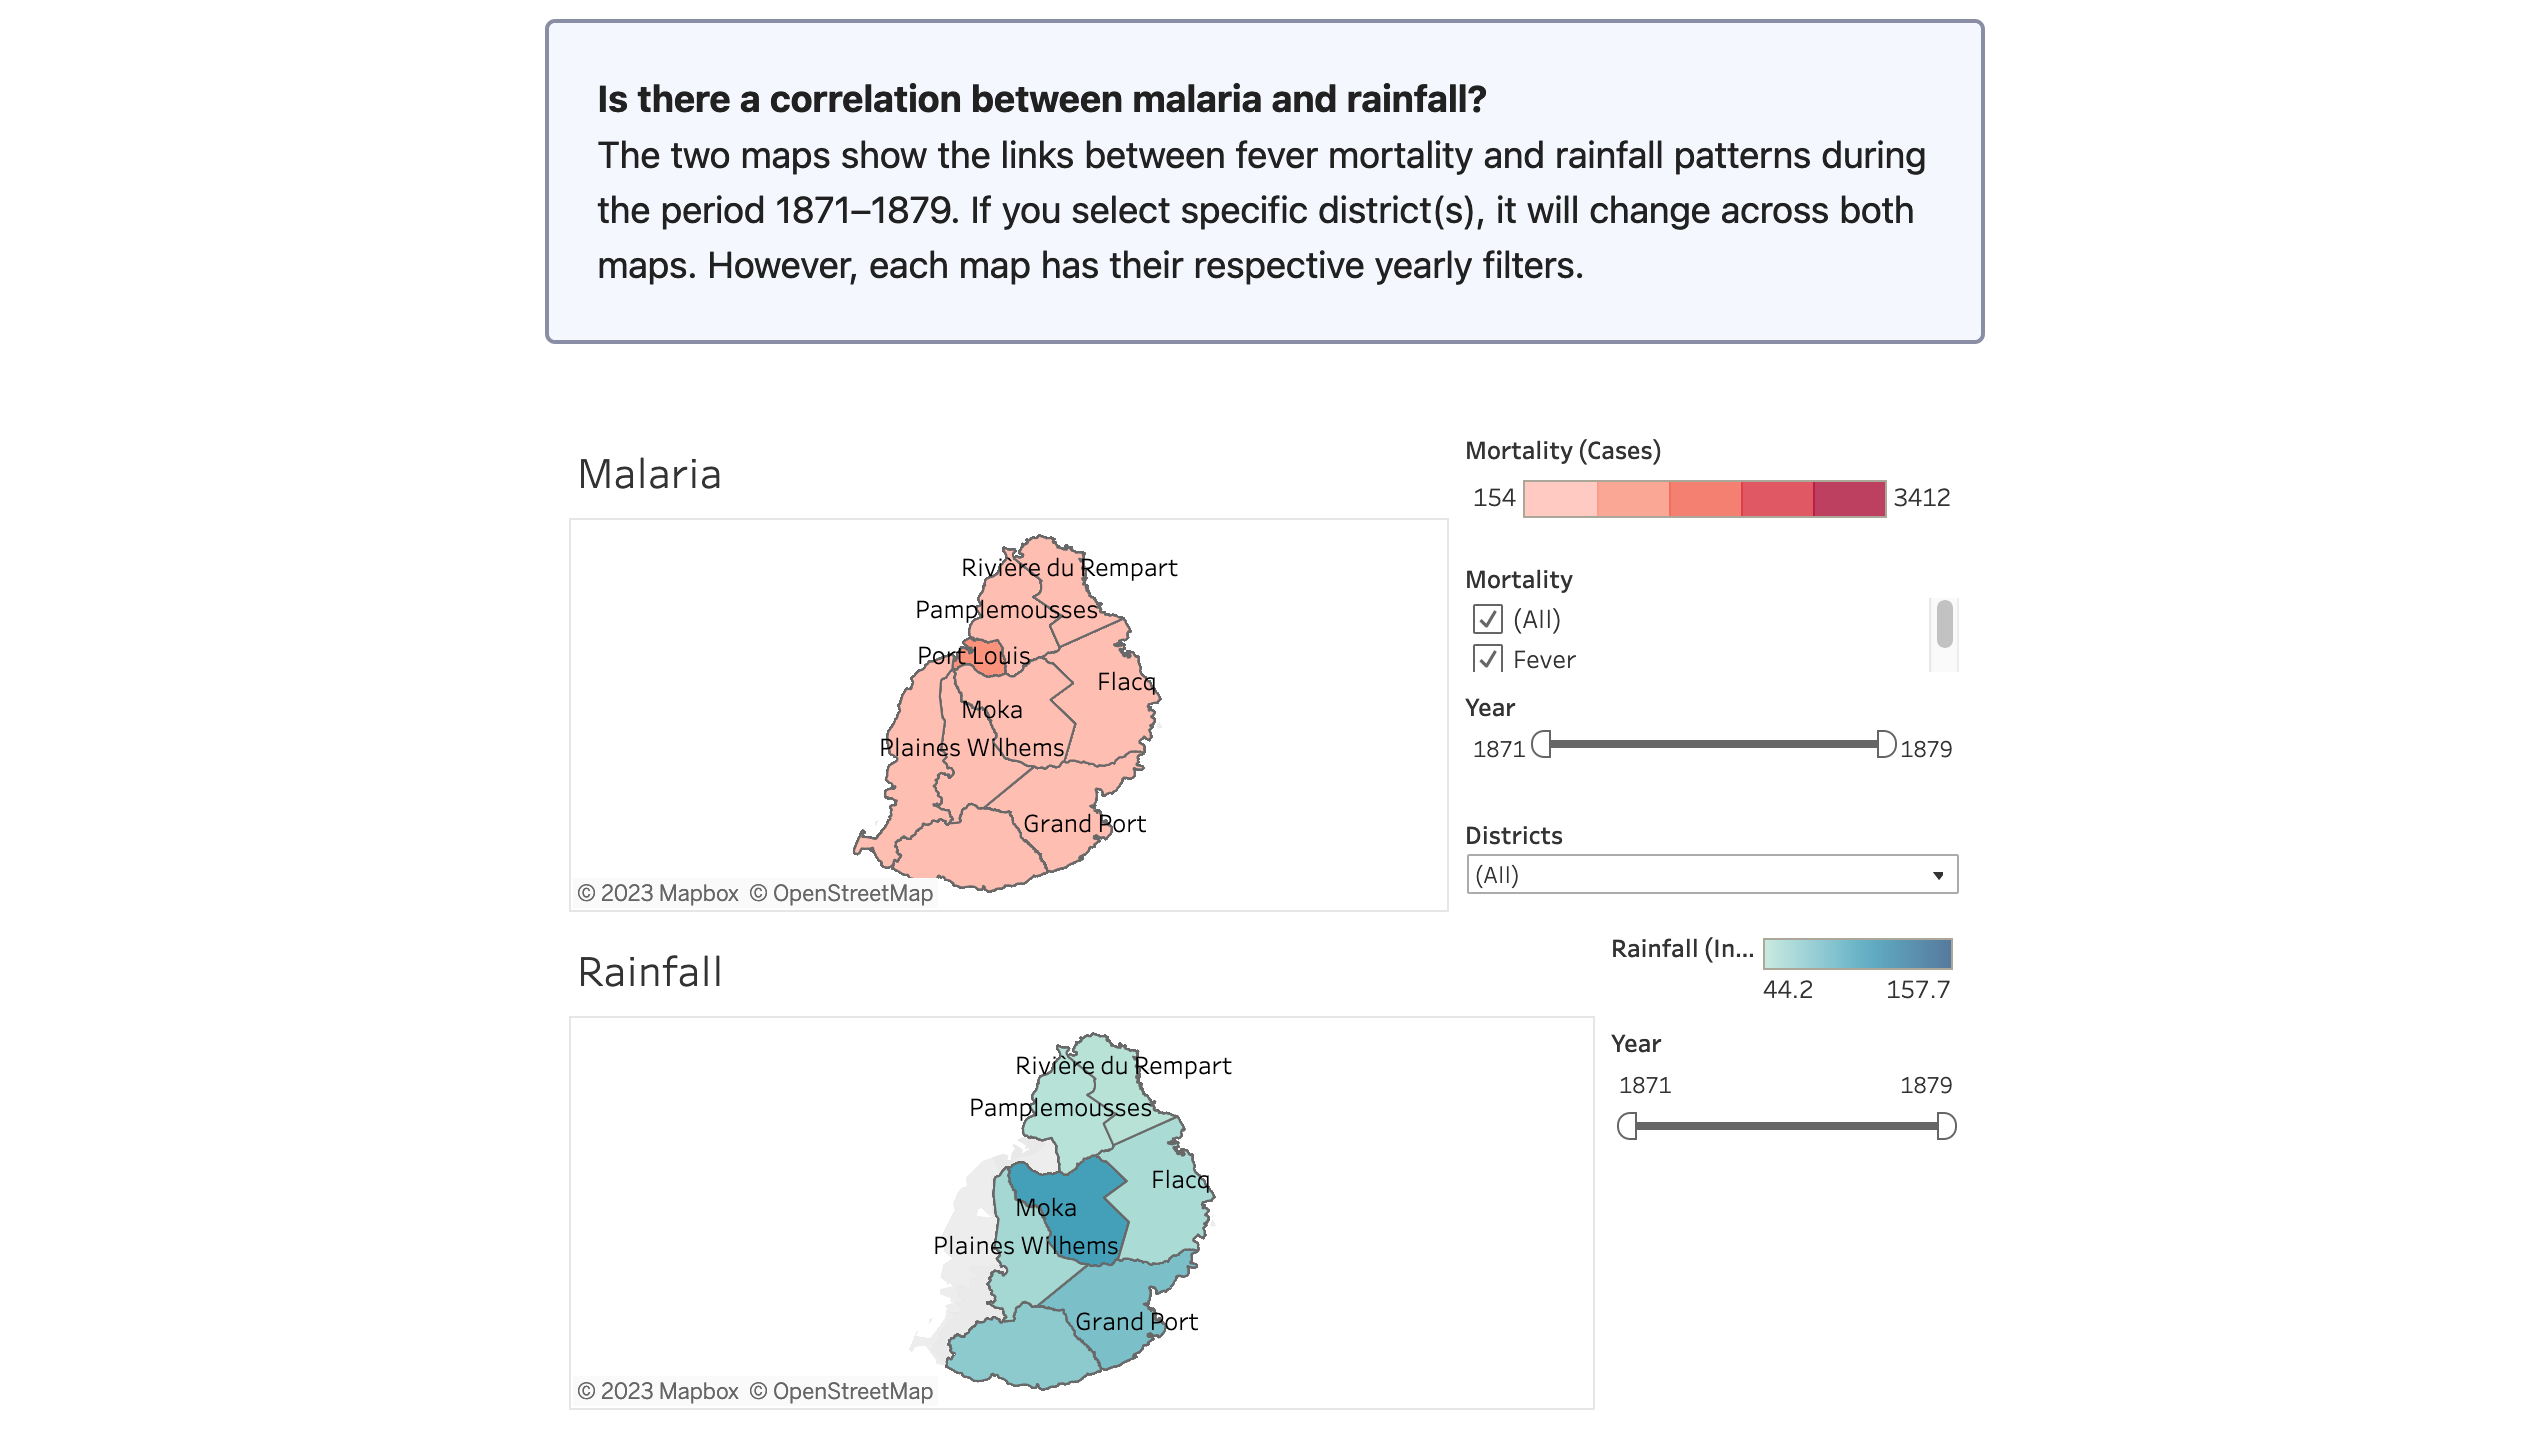 Is there a correlation between malaria and rainfall?
The two maps show the links between fever mortality and rainfall patterns during
the period 1871–1879. If you select specific district(s), it will change across both
maps. However, each map has their respective yearly filters.
Malaria
Rivière du Rempart
Pamplemousses
Port Louis
Flacq
Moka
Plaines Wilhems
Grand Port
© 2023 Mapbox © OpenStreetMap
Mortality (Cases)
154 3412
Mortality
(All)
Fever
Year
1871 1879
Districts
(All)
Rainfall
Rivière du Rempart
Pamplemousses
Flacq
Moka
Plaines Wilhems
Grand Port
© 2023 Mapbox © OpenStreetMap
Rainfall (In...
44.2 157.7
Year
1871 1879